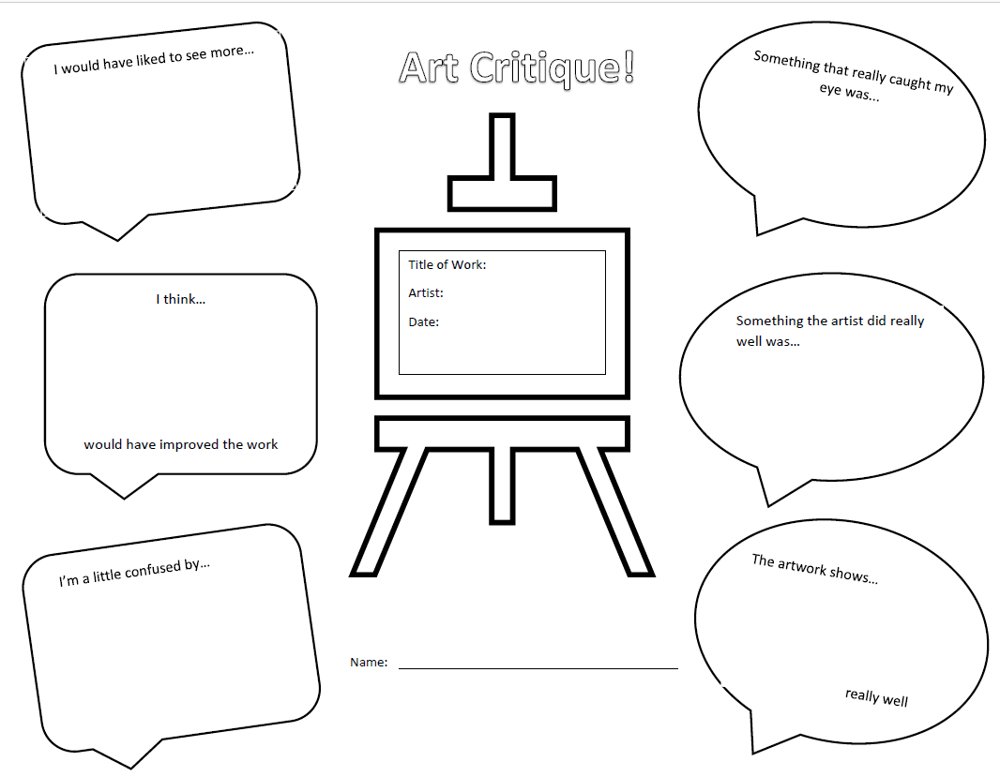 Art Critique!
I would have liked to see more…
I think…
would have improved the work
I’m a little confused by…
Title of Work:
Artist:
Date:
Name:
Something that really caught my
eye was…
Something the artist did really
well was…
The artwork shows…
really well